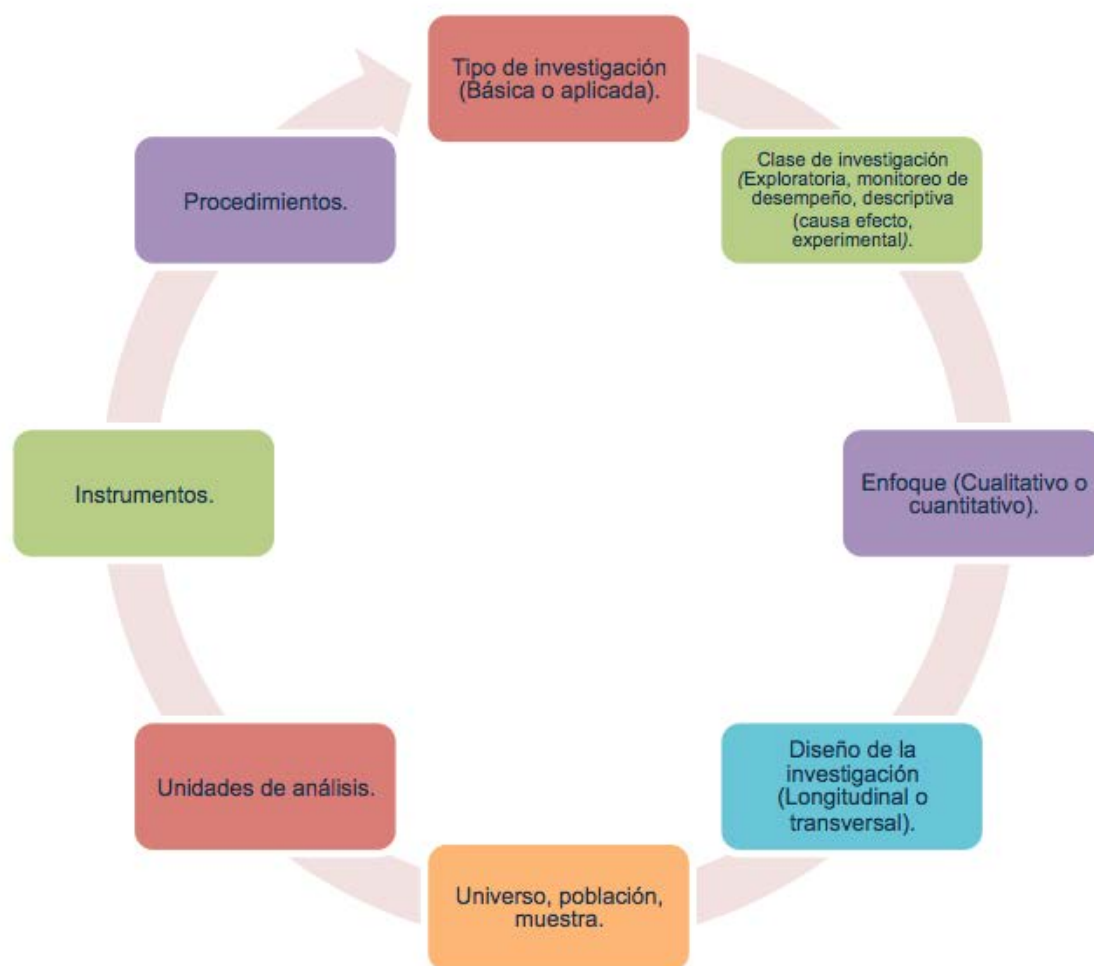 Tipo de investigación
(Básica o aplicada).
Clase de investigación
(Exploratoria, monitoreo de
desempeño, descriptiva
(causa efecto,
experimental).
Enfoque (Cualitativo o
cuantitativo).
Diseño de la
investigación
(Longitudinal o
transversal).
Universo, población,
muestra.
Unidades de análisis.
Instrumentos.
Procedimientos.